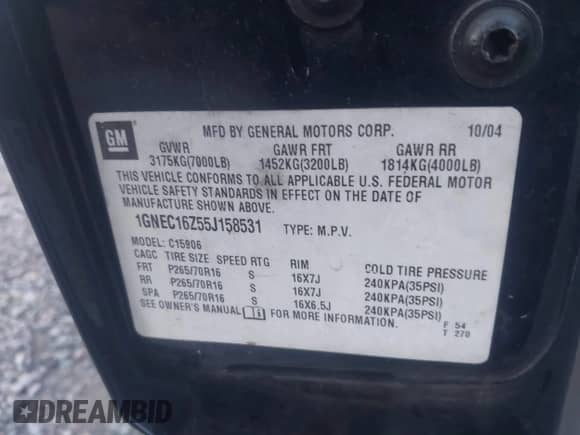 GM
MFD BY GENERAL MOTORS CORP. 10/04
GVWR GAWR FRT GAWR RR
3175KG(7000LB) 1452KG(3200LB) 1814KG(4000LB)
THIS VEHICLE CONFORMS TO ALL APPLICABLE U.S. FEDERAL MOTOR
VEHICLE SAFETY STANDARDS IN EFFECT ON THE DATE OF
MANUFACTURE SHOWN ABOVE.
1GNEC16Z55J158531 TYPE: M.P.V.
MODEL: C15906
CAGC TIRE SIZE SPEED RTG RIM COLD TIRE PRESSURE
FRT P265/70R16 S 16X7J 240KPA(35PSI)
RR P265/70R16 S 16X7J 240KPA(35PSI)
SPA P265/70R16 S 16X6.5J 240KPA(35PSI)
SEE OWNER'S MANUAL i FOR MORE INFORMATION.
F 54
T 270
DREAMBID